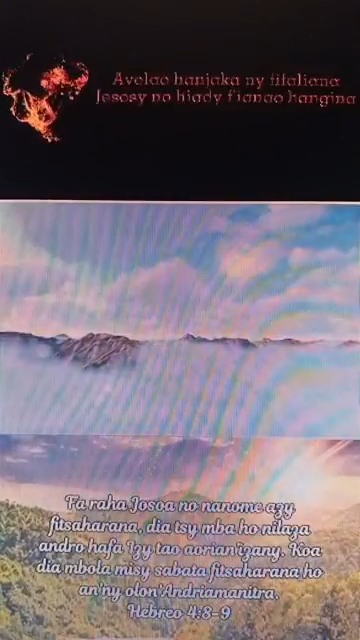 Avelao hanjaka ny fifaliana
Jesosy no hiady f'ianao hangina
Fa raha Josoa no nanome azy
fitsaharana, dia tsy mba ho nilaza
andro hafa Izy tao aorian'izany. Koa
dia mbola misy sabata fitsaharana ho
an'ny olon'Andriamanitra.
Hebreo 4:8-9